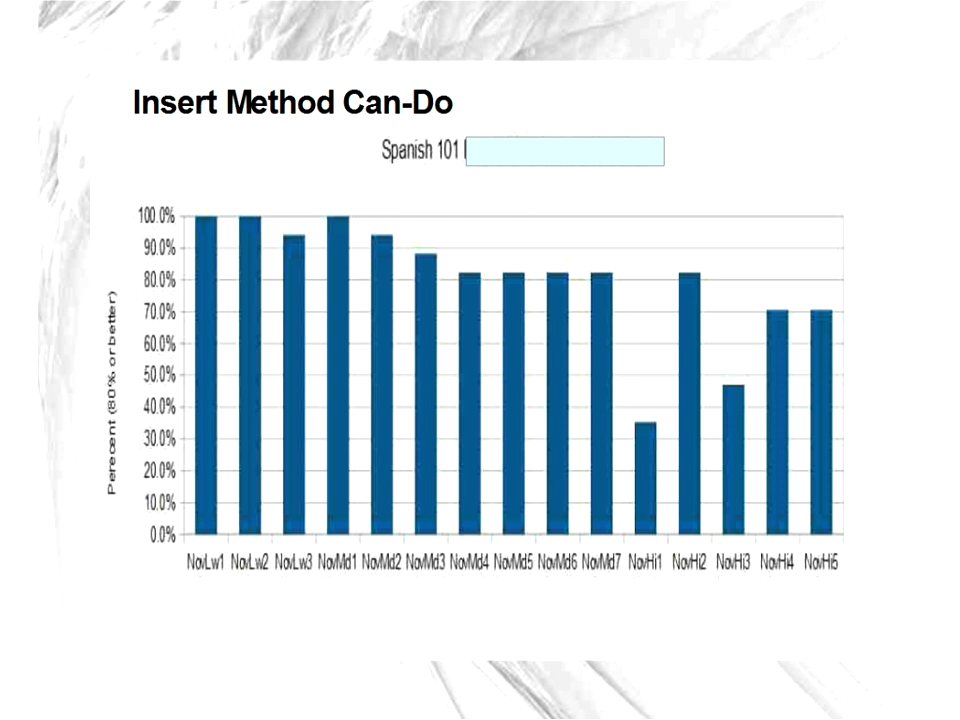 Insert Method Can-Do
Spanish 101
100.0%
90.0%
80.0%
70.0%
60.0%
50.0%
40.0%
30.0%
20.0%
10.0%
0.0%
Perecent (80% or better)
NovLw1 NovLw2 NovLw3 NovMd1 NovMd2 NovMd3 NovMd4 NovMd5 NovMd6 NovMd7 NovHi1 NovHi2 NovHi3 NovHi4 NovHi5